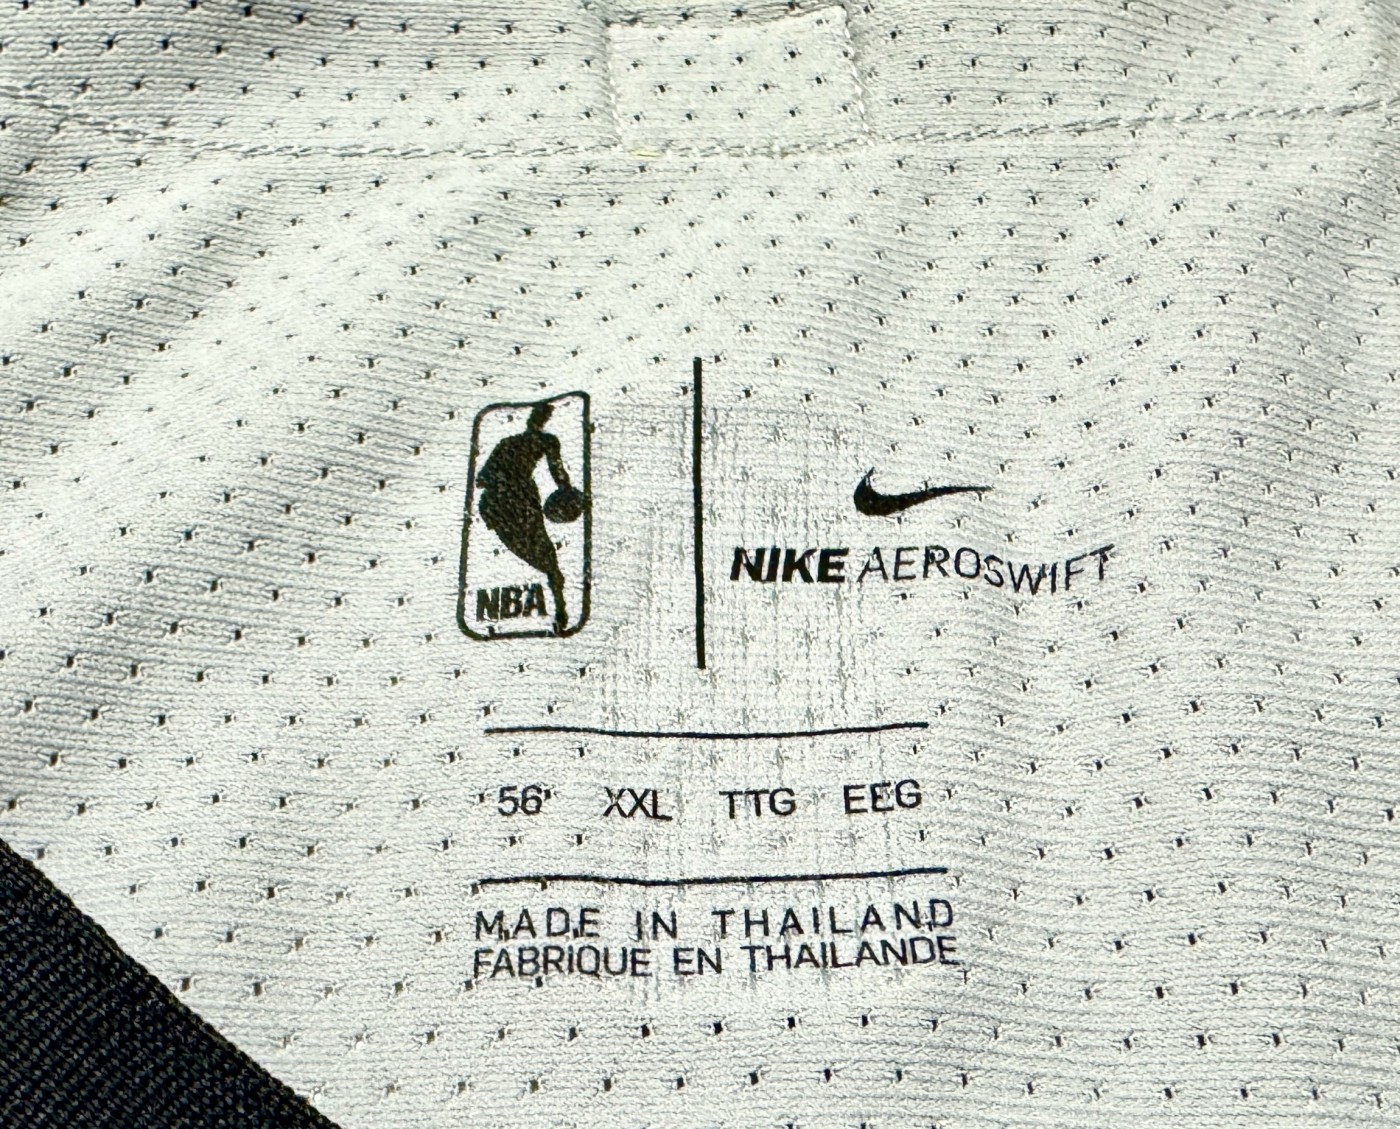 NBA
NIKE AEROSWIFT
56 XXL TTG EEG
MADE IN THAILAND
FABRIQUE EN THAILANDE